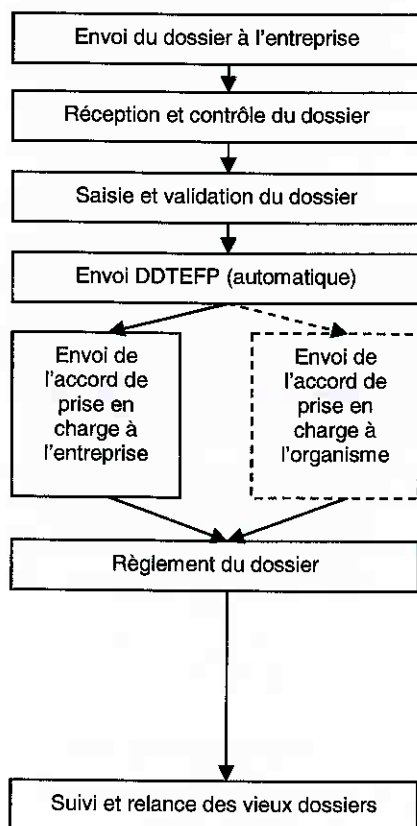 Envoi du dossier à l'entreprise
Réception et contrôle du dossier
Saisie et validation du dossier
Envoi DDTEFP (automatique)
Envoi de
l'accord de
prise en
charge à
l'entreprise
Envoi de
l'accord de
prise en
charge à
l'organisme
Règlement du dossier
Suivi et relance des vieux dossiers